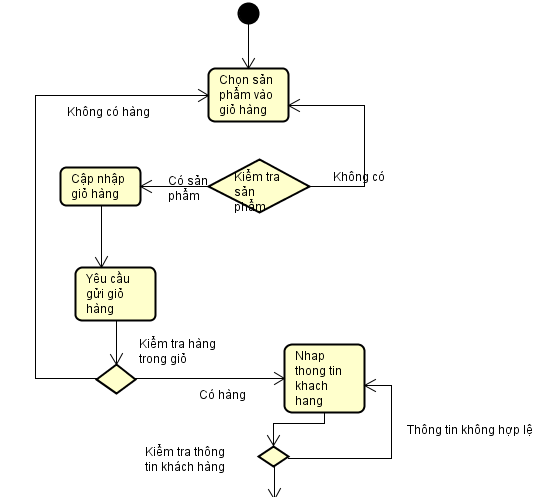 Chọn sản
phẩm vào
giỏ hàng
Không có hàng
Kiểm tra
sản
phẩm
Không có
Có sản
phẩm
Cập nhập
giỏ hàng
Yêu cầu
gửi giỏ
hàng
Kiểm tra hàng
trong giỏ
Có hàng
Nhap
thong tin
khach
hang
Thông tin không hợp lệ
Kiểm tra thông
tin khách hàng